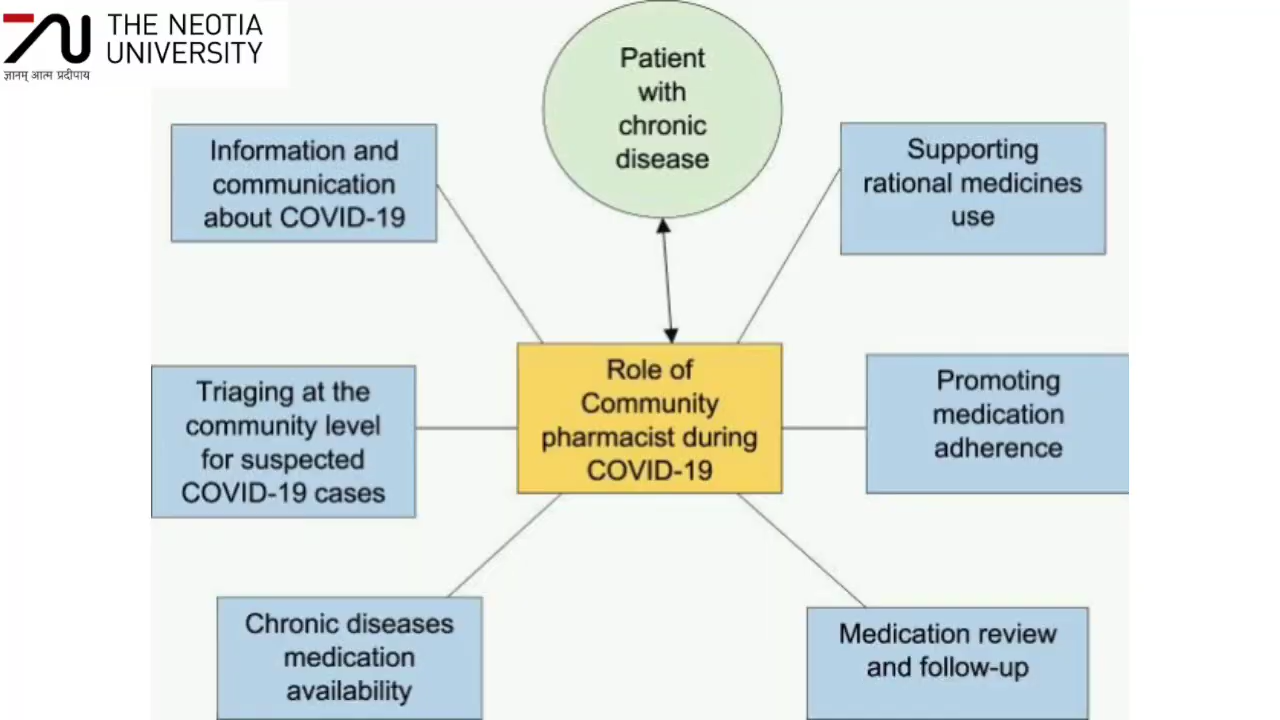 THE NEOTIA
UNIVERSITY
ज्ञानम् आत्म प्रदीपाय
Patient
with
chronic
disease
Information and
communication
about COVID-19
Supporting
rational medicines
use
Role of
Community
pharmacist during
COVID-19
Triaging at the
community level
for suspected
COVID-19 cases
Promoting
medication
adherence
Chronic diseases
medication
availability
Medication review
and follow-up